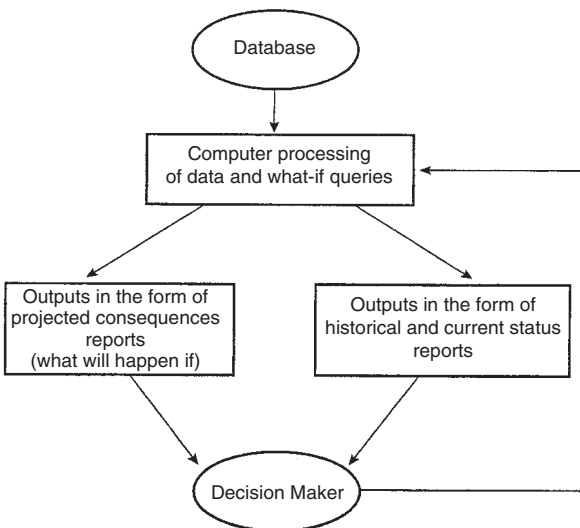 Database
Computer processing
of data and what-if queries
Outputs in the form of
projected consequences
reports
(what will happen if)
Outputs in the form of
historical and current status
reports
Decision Maker